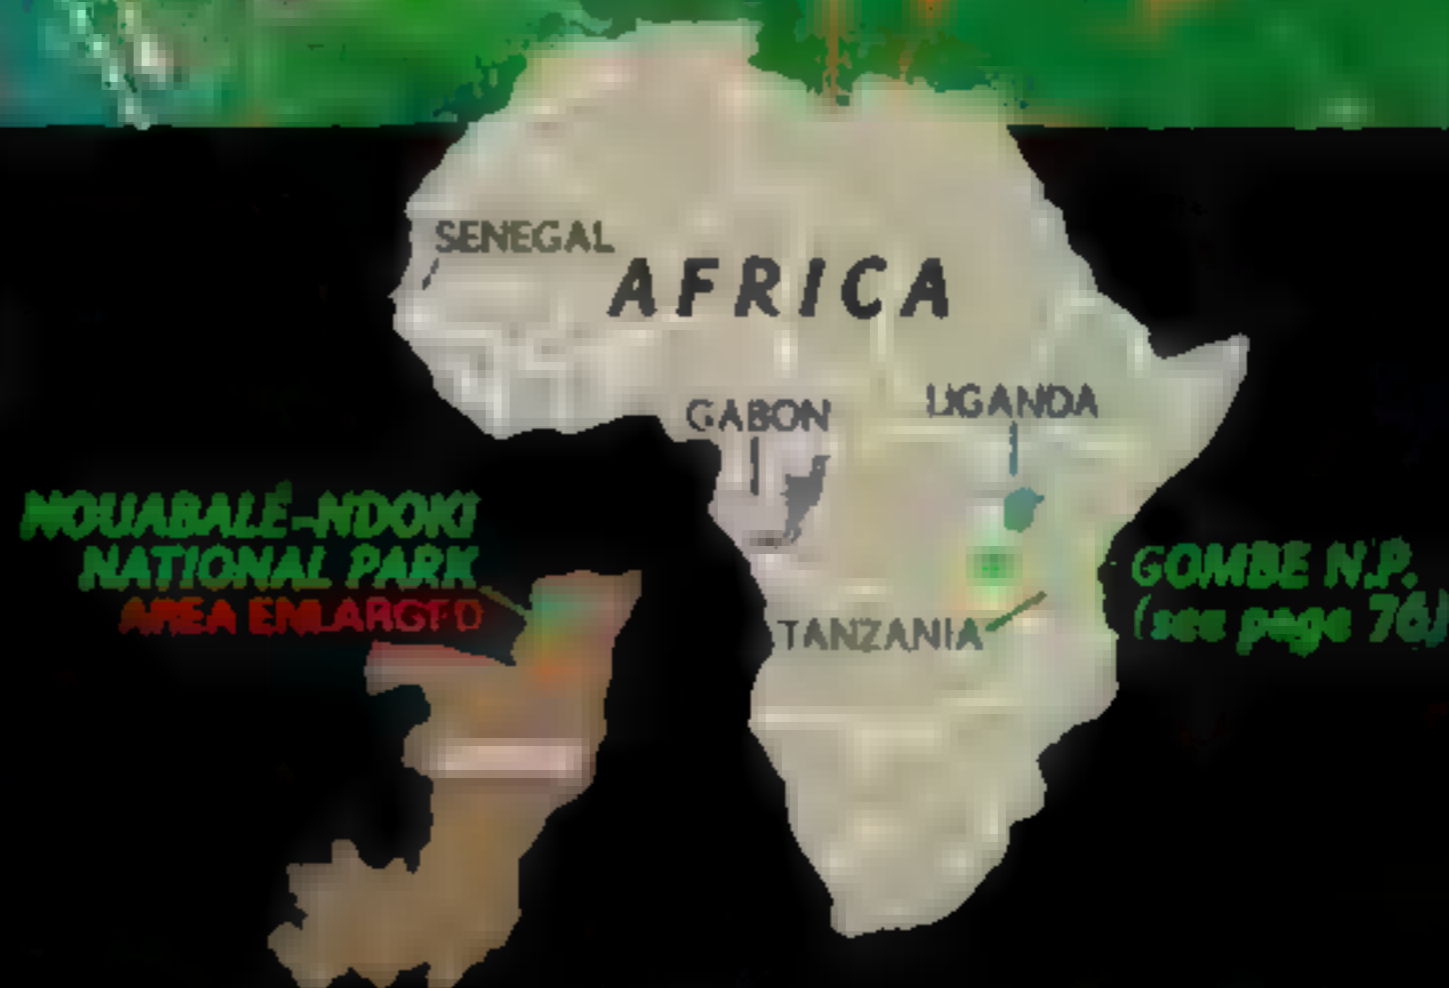 SENEGAL
AFRICA
GABON
UGANDA
NOUABALÉ-NDOKI
NATIONAL PARK
AREA ENLARGED
GOMBE N.P.
(see page 76)
TANZANIA